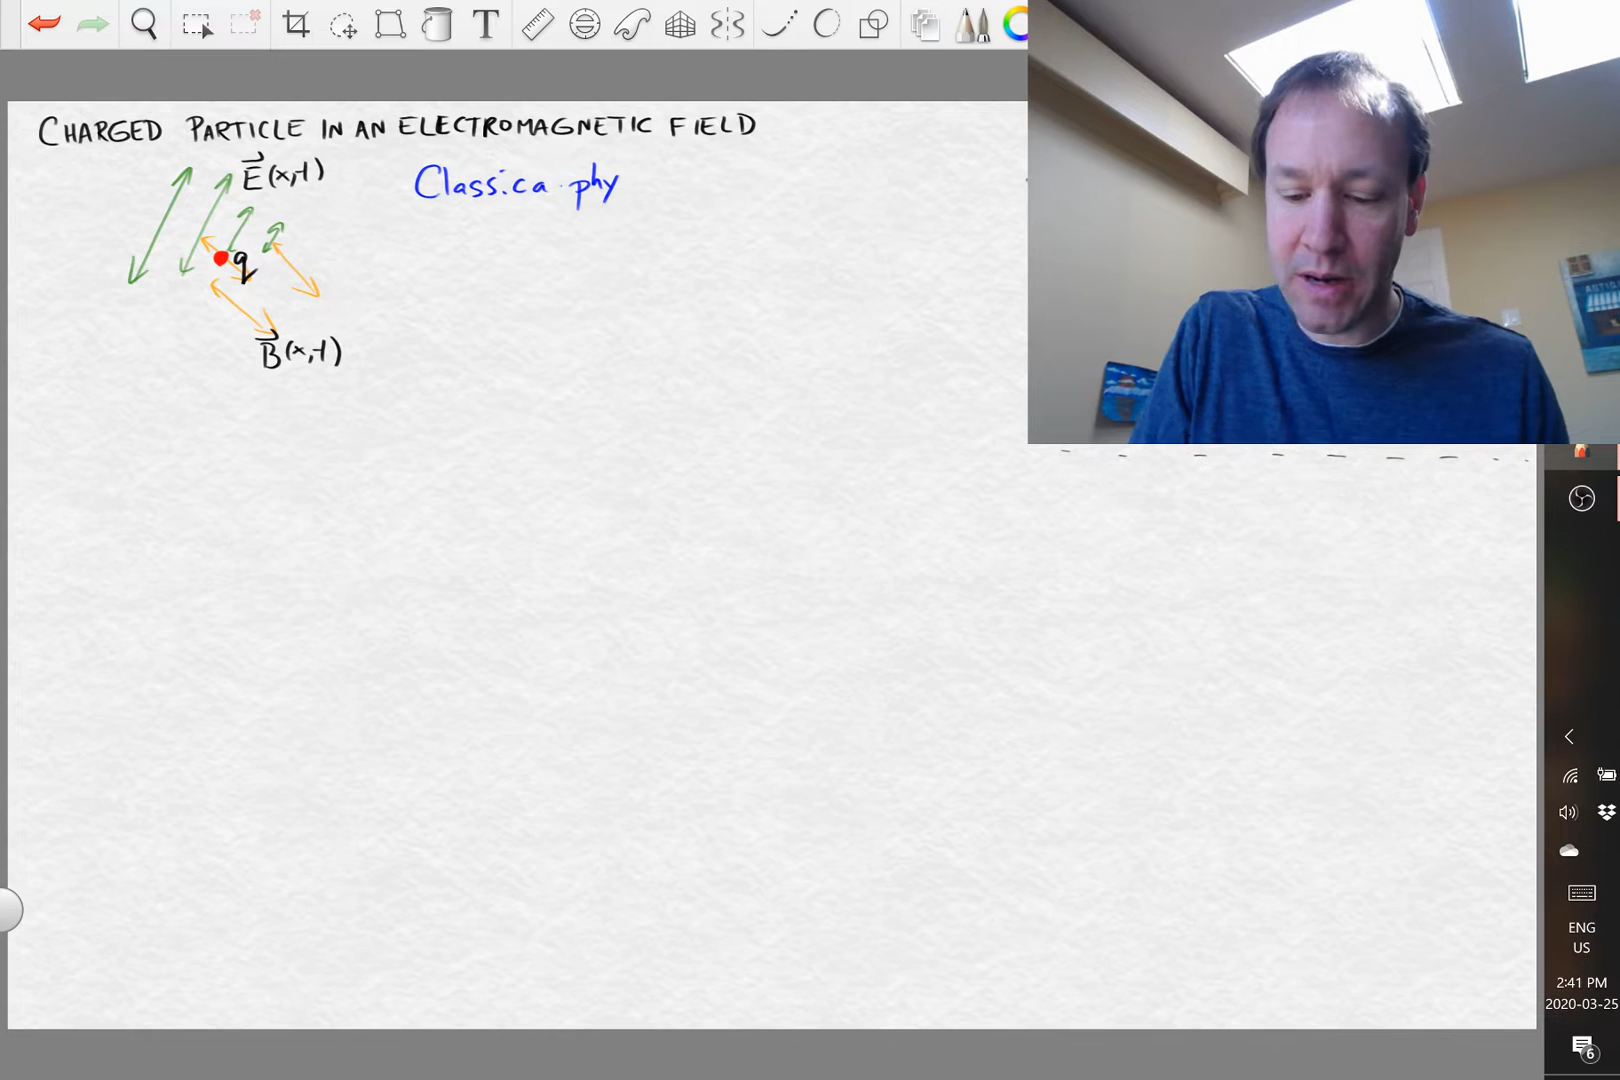 CHARGED PARTICLE IN AN ELECTROMAGNETIC FIELD
E(x,t)
Classica phy
q
B(x,t)
T
ENG
US
2:41 PM
2020-03-25
6